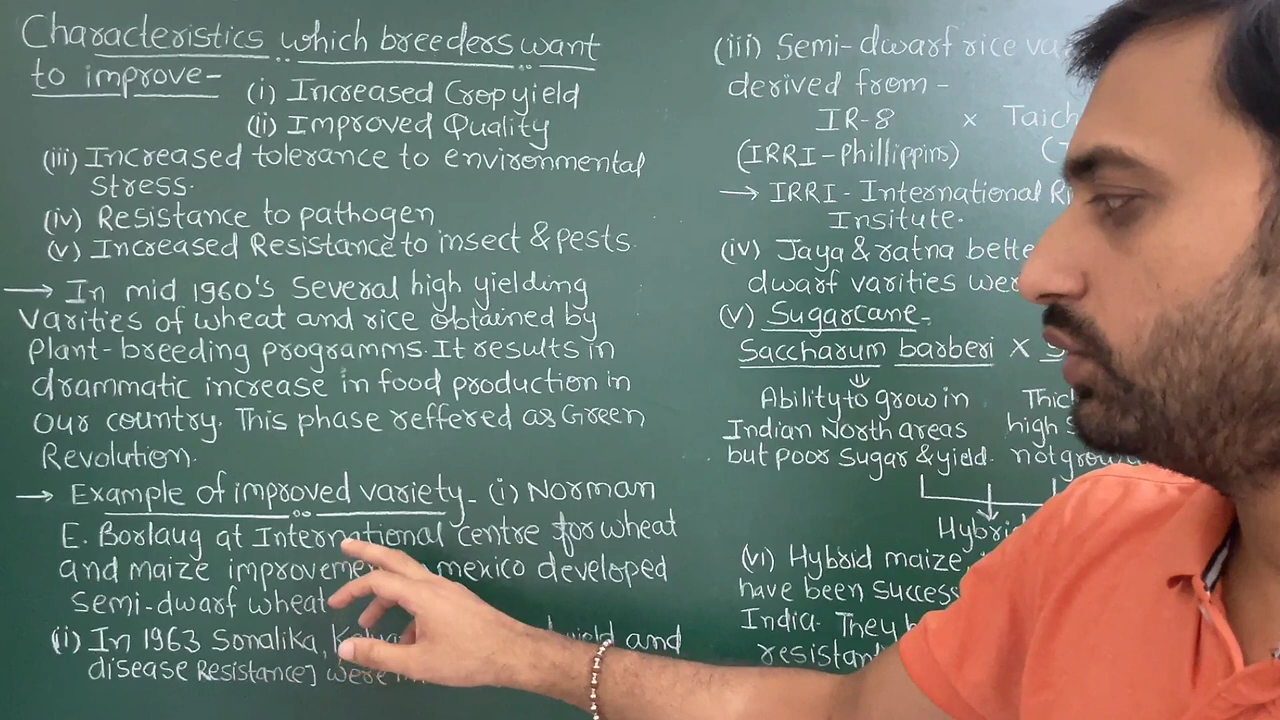 Characteristics which breeders want
to improve-
(i) Increased Crop yield
(ii) Improved Quality
(iii) Increased tolerance to environmental
stress.
(iv) Resistance to pathogen
(v) Increased Resistance to insect & pests.
→ In mid 1960's Several high yielding
Varities of wheat and rice obtained by
plant-breeding programms. It results in
drammatic increase in food production in
our country. This phase reffered as Green
Revolution.
→ Example of improved variety- (i) Norman
E. Borlaug at International centre for wheat
and maize mexico developed
Semi-dwarf wheat
(i) In 1963 Sonalika, and
disease Resistance] were
(iii) Semi-dwarf rice
derived from -
IR-8 x
(IRRI-Phillippins)
→ IRRI - International
Insitute.
(iv) Jaya & ratna
dwarf varities
(v) Sugarcane-
Saccharum barberi X
Ability to grow in
Indian North areas
but poor Sugar & yield.
high
not grow
(vi) Hybrid maize,
have been
India. They